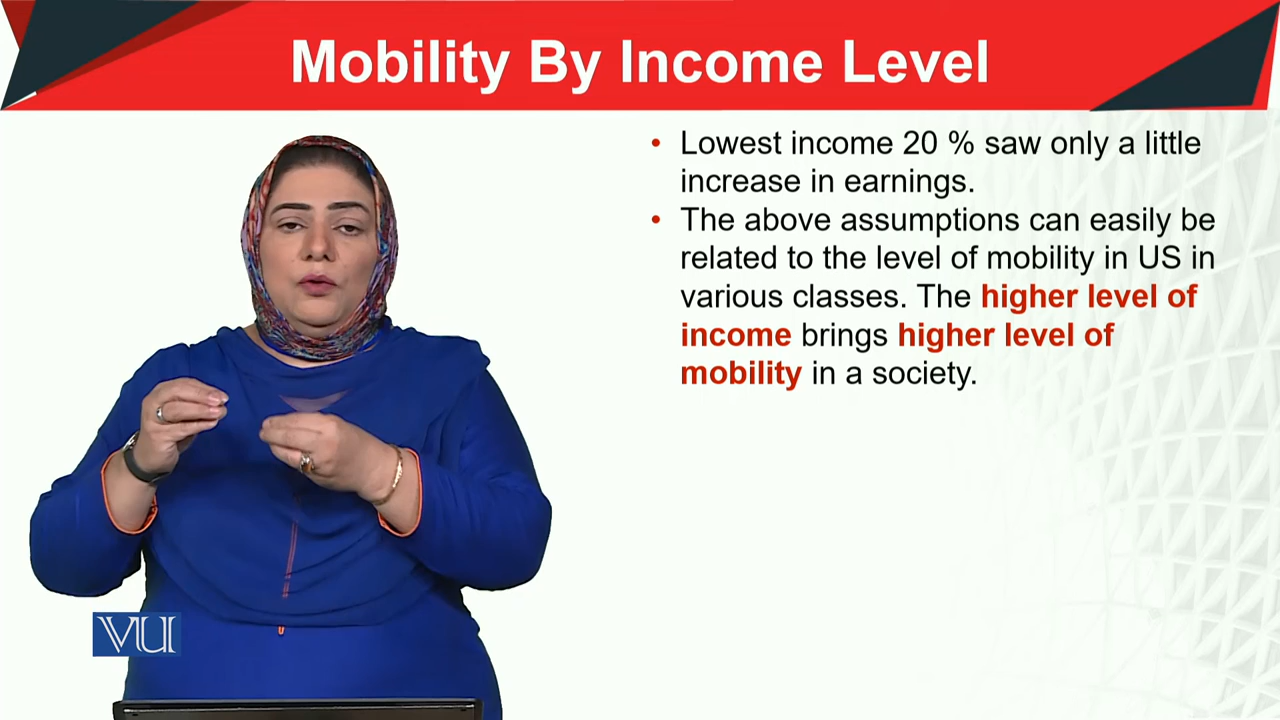 Mobility By Income Level
• Lowest income 20 % saw only a little
increase in earnings.
• The above assumptions can easily be
related to the level of mobility in US in
various classes. The higher level of
income brings higher level of
mobility in a society.
VU